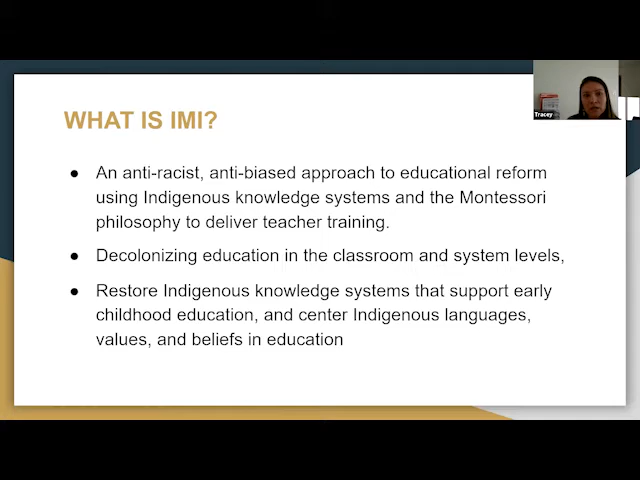 WHAT IS IMI?
● An anti-racist, anti-biased approach to educational reform
using Indigenous knowledge systems and the Montessori
philosophy to deliver teacher training.
● Decolonizing education in the classroom and system levels,
● Restore Indigenous knowledge systems that support early
childhood education, and center Indigenous languages,
values, and beliefs in education
Tracey